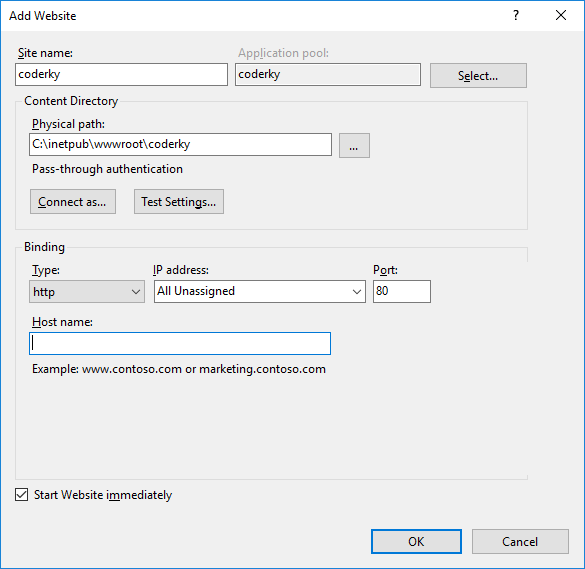 Add Website
?
Site name:
Application pool:
coderky
coderky
Select...
Content Directory
Physical path:
C:\inetpub\wwwroot\coderky
...
Pass-through authentication
Connect as...
Test Settings...
Binding
Type:
IP address:
Port:
http
All Unassigned
80
Host name:
Example: www.contoso.com or marketing.contoso.com
Start Website immediately
OK
Cancel